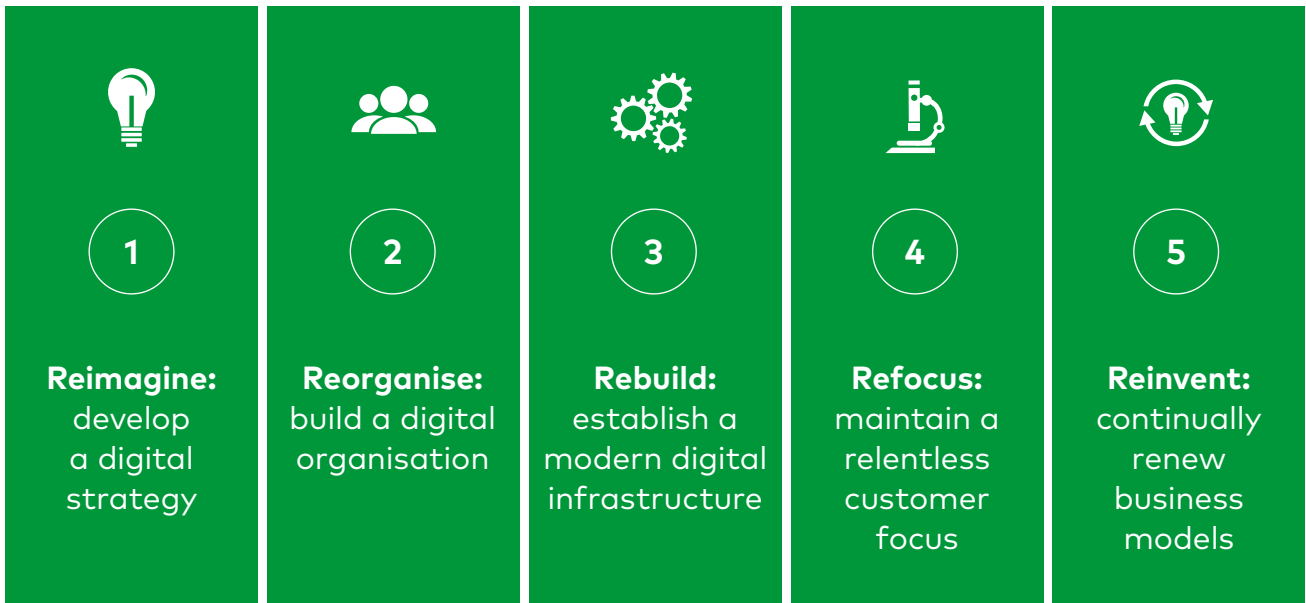 1
Reimagine:
develop
a digital
strategy
2
Reorganise:
build a digital
organisation
3
Rebuild:
establish a
modern digital
infrastructure
4
Refocus:
maintain a
relentless
customer
focus
5
Reinvent:
continually
renew
business
models